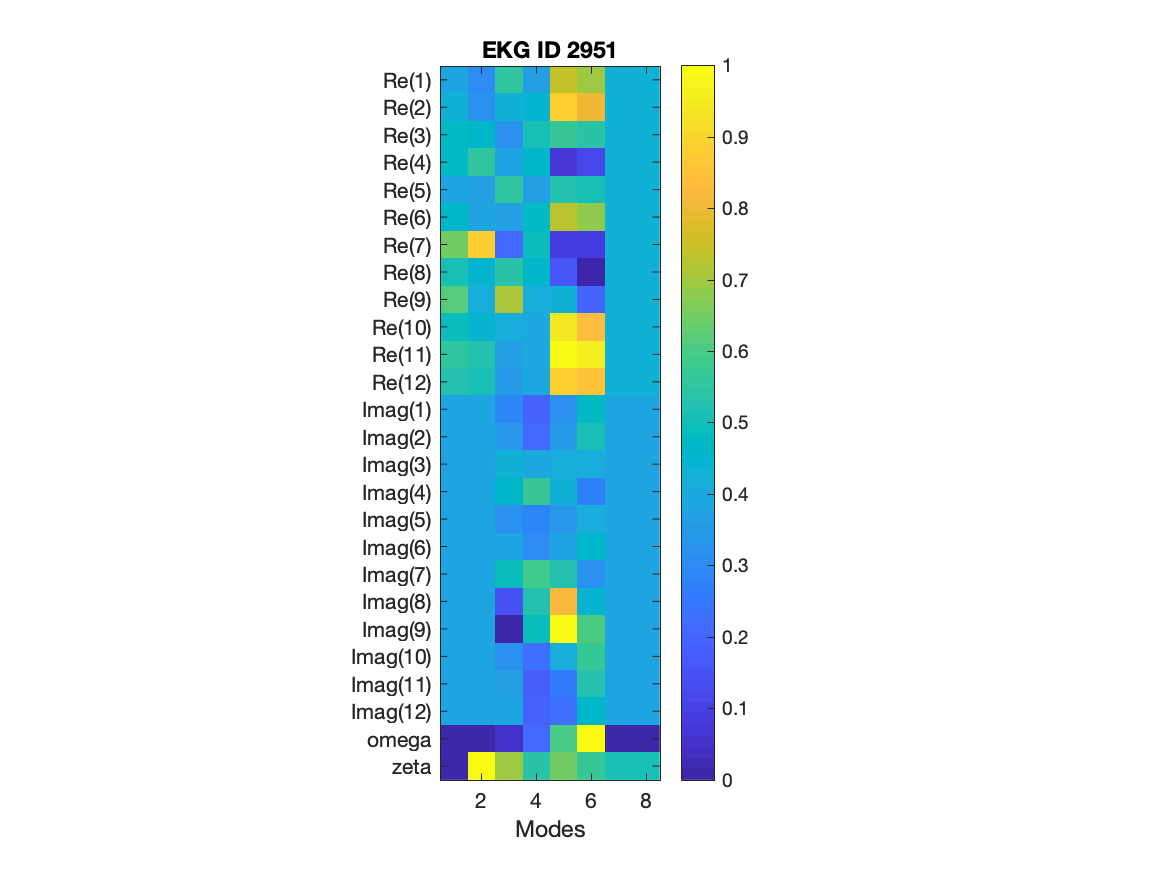 EKG ID 2951
Re(1)
Re(2)
Re(3)
Re(4)
Re(5)
Re(6)
Re(7)
Re(8)
Re(9)
Re(10)
Re(11)
Re(12)
Imag(1)
Imag(2)
Imag(3)
Imag(4)
Imag(5)
Imag(6)
Imag(7)
Imag(8)
Imag(9)
Imag(10)
Imag(11)
Imag(12)
omega
zeta
2 4 6 8
Modes
1
0.9
0.8
0.7
0.6
0.5
0.4
0.3
0.2
0.1
0